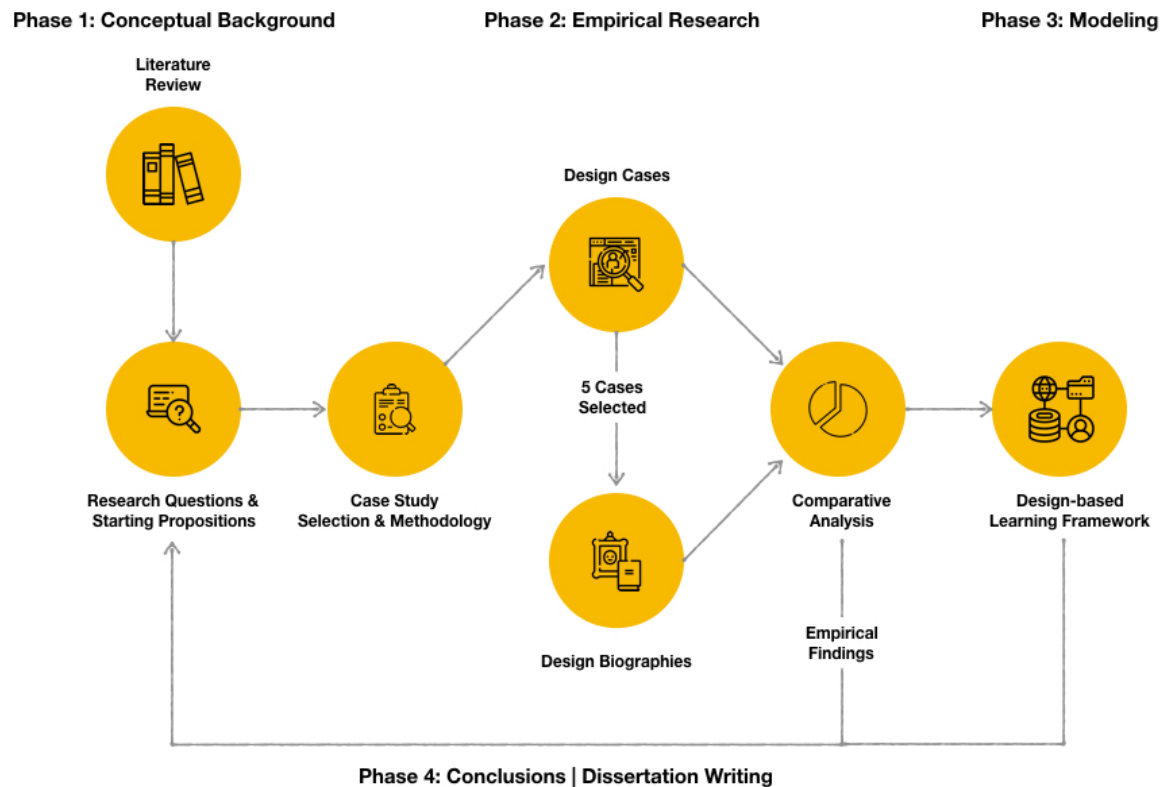 Phase 1: Conceptual Background
Phase 2: Empirical Research
Phase 3: Modeling
Literature
Review
Design Cases
5 Cases
Selected
Research Questions &
Starting Propositions
Case Study
Selection & Methodology
Comparative
Analysis
Design-based
Learning Framework
Design Biographies
Empirical
Findings
Phase 4: Conclusions | Dissertation Writing